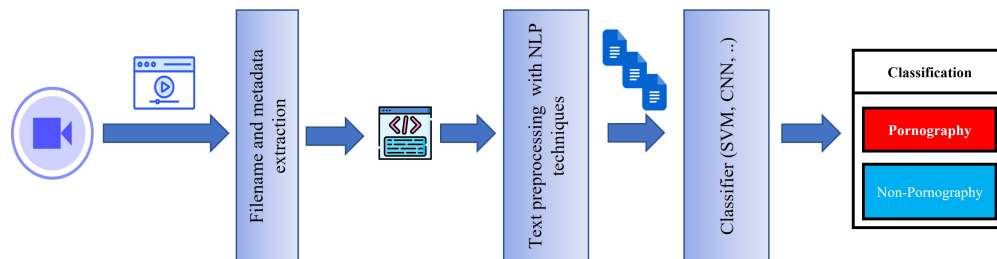 Filename and metadata
extraction
</>
Text preprocessing with NLP
techniques
Classifier (SVM, CNN, ..)
Classification
Pornography
Non-Pornography